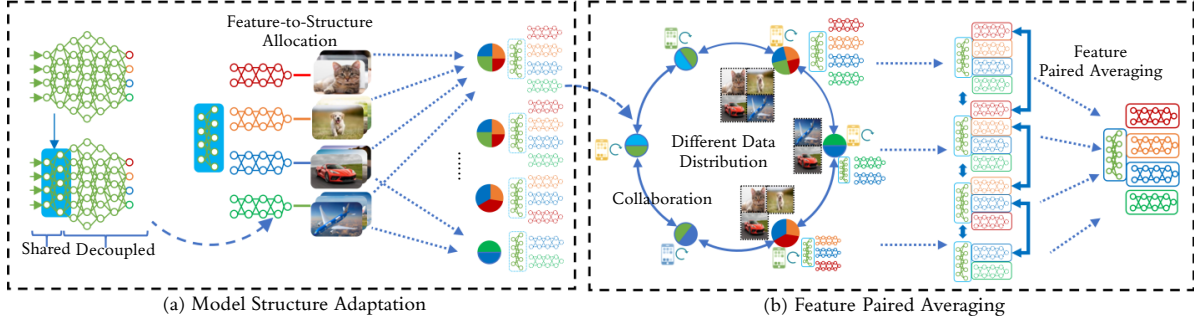 Feature-to-Structure
Allocation
Shared Decoupled
(a) Model Structure Adaptation
Different Data
Distribution
Collaboration
Feature
Paired Averaging
(b) Feature Paired Averaging